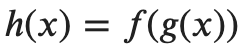 h(x) = f(g(x))